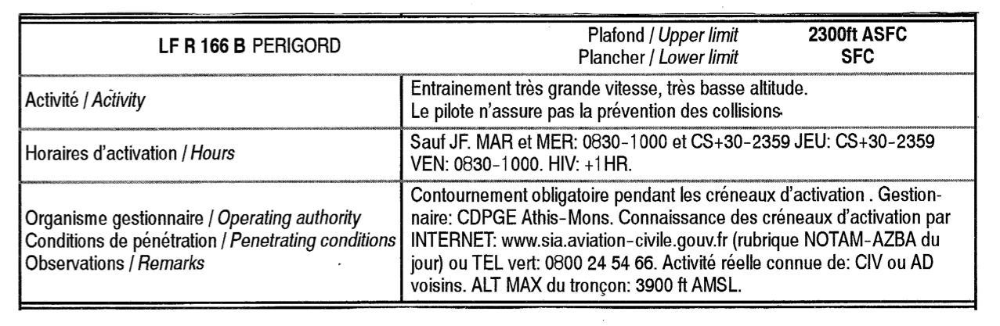 LF R 166 B PERIGORD
Plafond / Upper limit 2300ft ASFC
Plancher / Lower limit SFC
Activité / Activity
Entrainement très grande vitesse, très basse altitude.
Le pilote n'assure pas la prévention des collisions.
Horaires d'activation / Hours
Sauf JF. MAR et MER: 0830-1000 et CS+30-2359 JEU: CS+30-2359
VEN: 0830-1000. HIV: +1HR.
Organisme gestionnaire / Operating authority
Conditions de pénétration / Penetrating conditions
Observations / Remarks
Contournement obligatoire pendant les créneaux d'activation . Gestion-
naire: CDPGE Athis-Mons. Connaissance des créneaux d'activation par
INTERNET: www.sia.aviation-civile.gouv.fr (rubrique NOTAM-AZBA du
jour) ou TEL vert: 0800 24 54 66. Activité réelle connue de: CIV ou AD
voisins. ALT MAX du tronçon: 3900 ft AMSL.